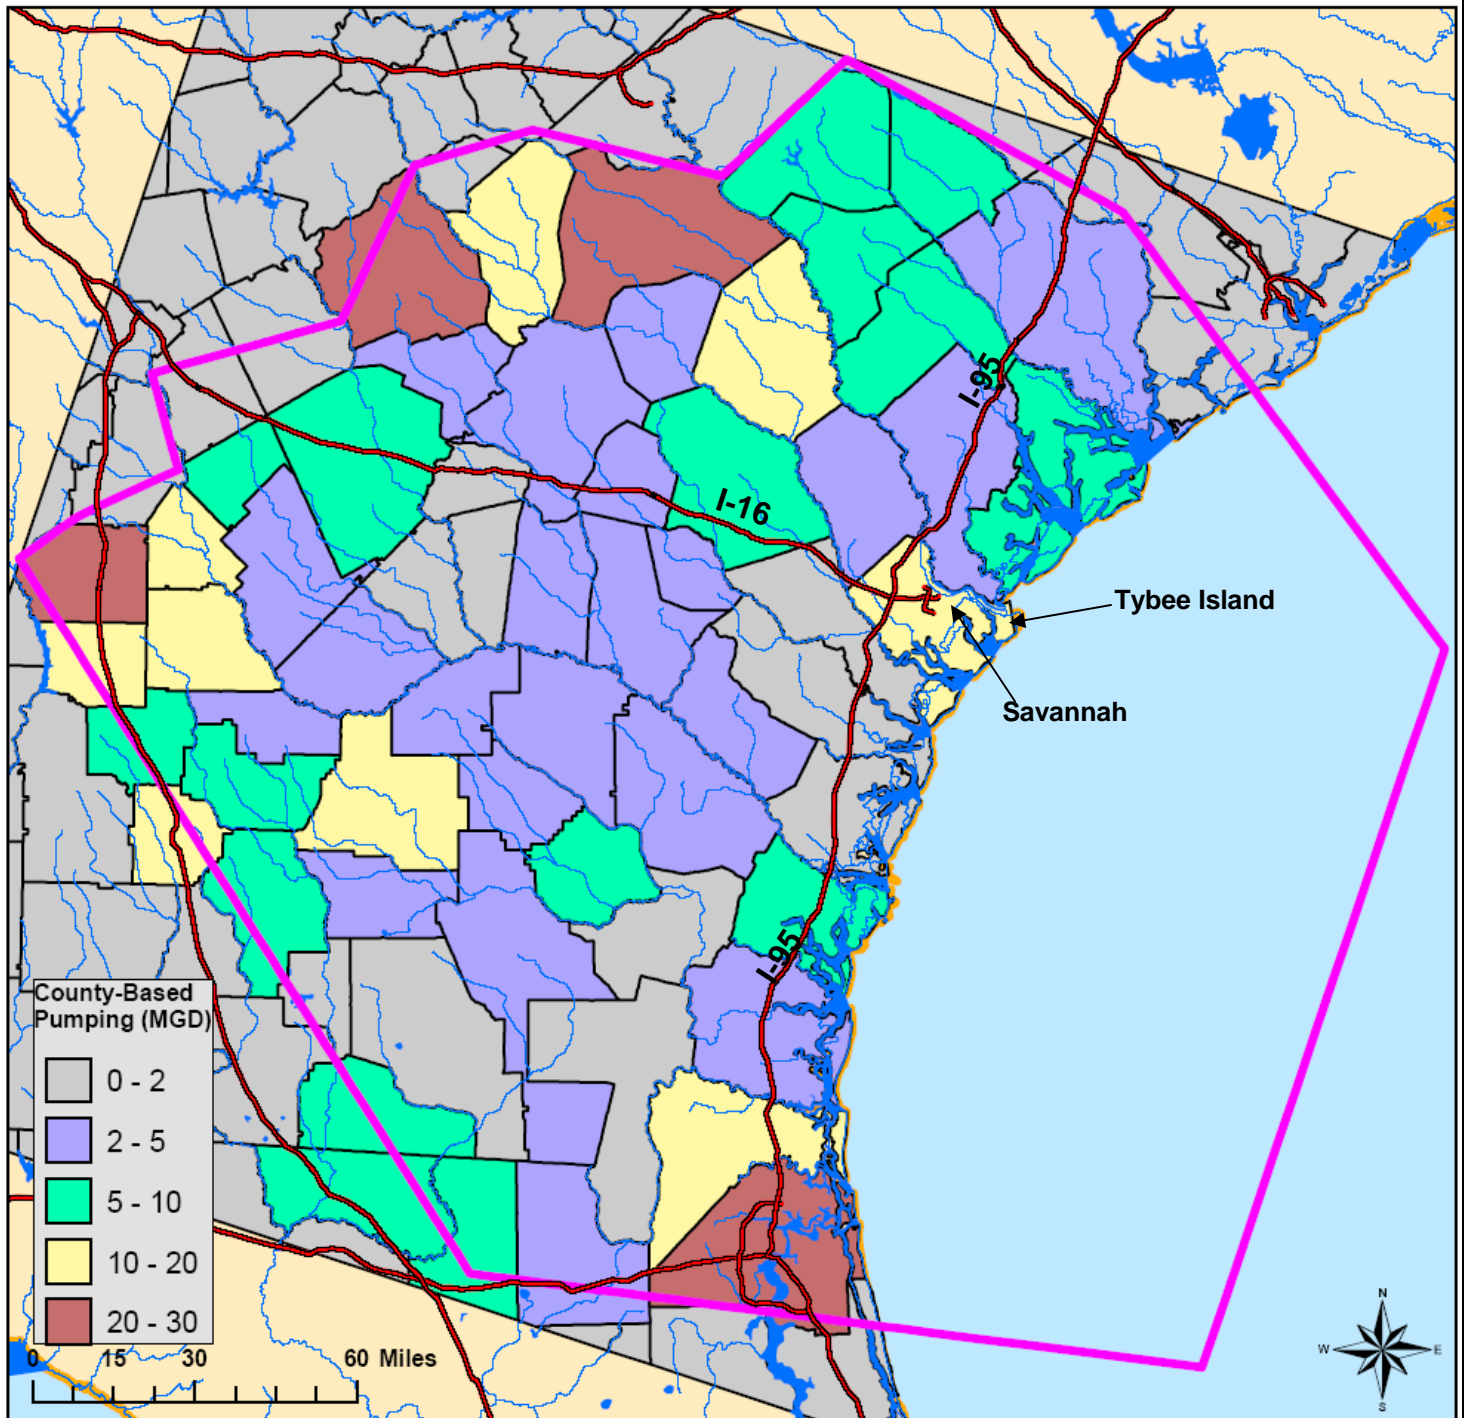 I-95
I-16
Tybee Island
Savannah
I-95
County-Based
Pumping (MGD)
0 - 2
2 - 5
5 - 10
10 - 20
20 - 30
0 15 30 60 Miles
N
W E
S